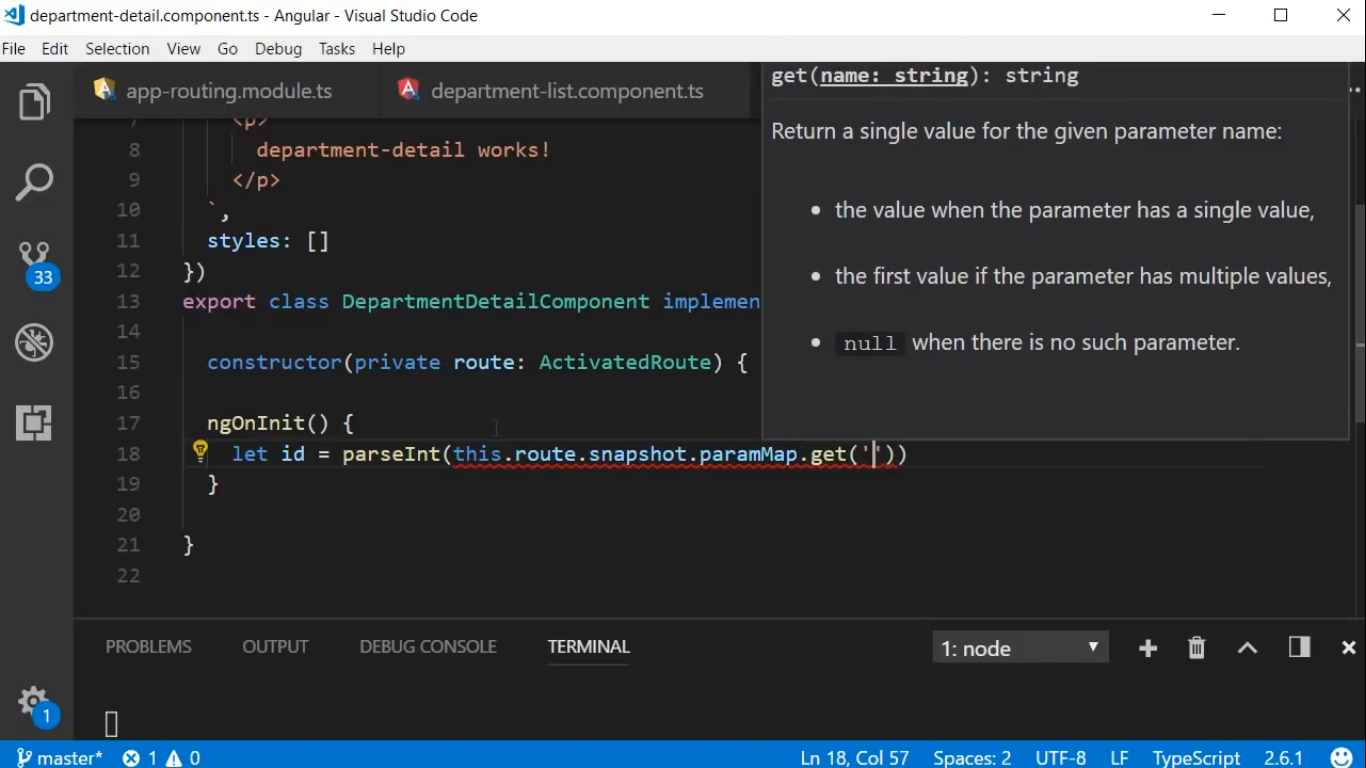 department-detail.component.ts - Angular - Visual Studio Code
File Edit Selection View Go Debug Tasks Help
app-routing.module.ts department-list.component.ts
get(name: string): string
Return a single value for the given parameter name:
• the value when the parameter has a single value,
• the first value if the parameter has multiple values,
• null when there is no such parameter.
7 <p>
8 department-detail works!
9 </p>
10 `,
11 styles: []
12 })
13 export class DepartmentDetailComponent implemen
14
15 constructor(private route: ActivatedRoute) {
16
17 ngOnInit() {
18 let id = parseInt(this.route.snapshot.paramMap.get(''))
19 }
20
21 }
22
33
1
PROBLEMS OUTPUT DEBUG CONSOLE TERMINAL 1: node
master* 1 0 Ln 18, Col 57 Spaces: 2 UTF-8 LF TypeScript 2.6.1